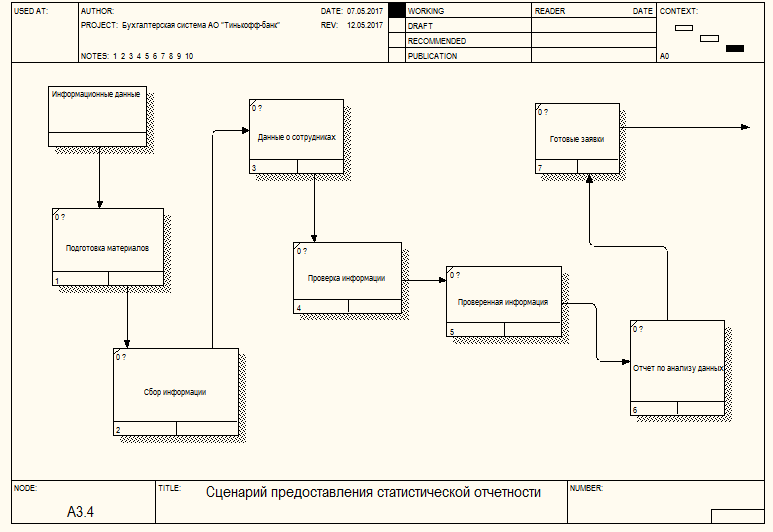 USED AT:
AUTHOR:
DATE: 07.05.2017
PROJECT: Бухгалтерская система АО "Тинькофф-банк"
REV: 12.05.2017
NOTES: 1 2 3 4 5 6 7 8 9 10
WORKING
DRAFT
RECOMMENDED
PUBLICATION
READER
DATE
CONTEXT:
A0
Информационные данные
0 ?
Подготовка материалов
1
0 ?
Сбор информации
2
0 ?
Данные о сотрудниках
3
0 ?
Проверка информации
4
0 ?
Проверенная информация
5
0 ?
Отчет по анализу данных
6
0 ?
Готовые заявки
7
NODE:
A3.4
TITLE:
Сценарий предоставления статистической отчетности
NUMBER: